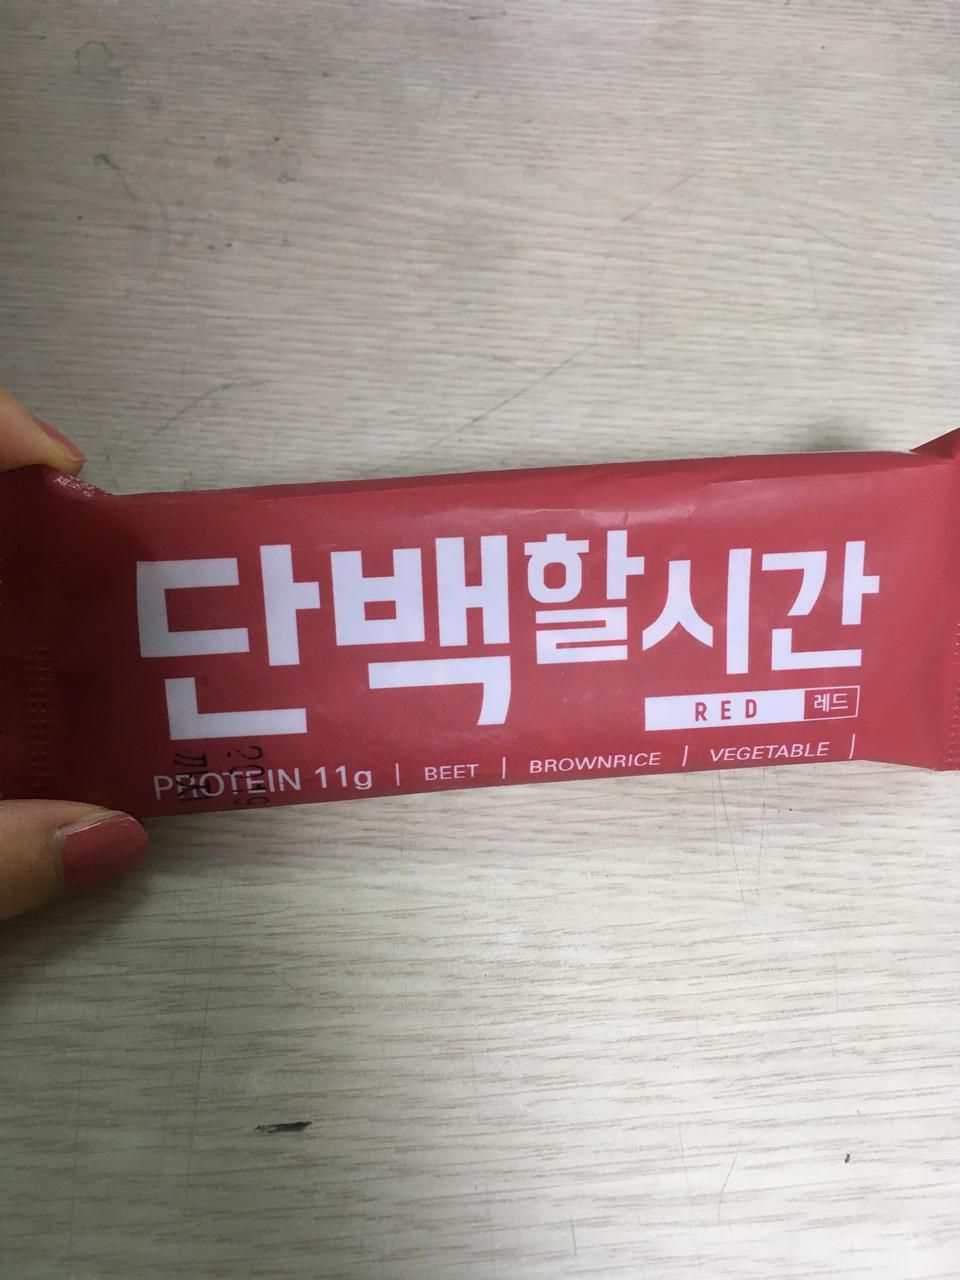 단백할시간
RED 레드
PROTEIN 11g | BEET | BROWNRICE | VEGETABLE |